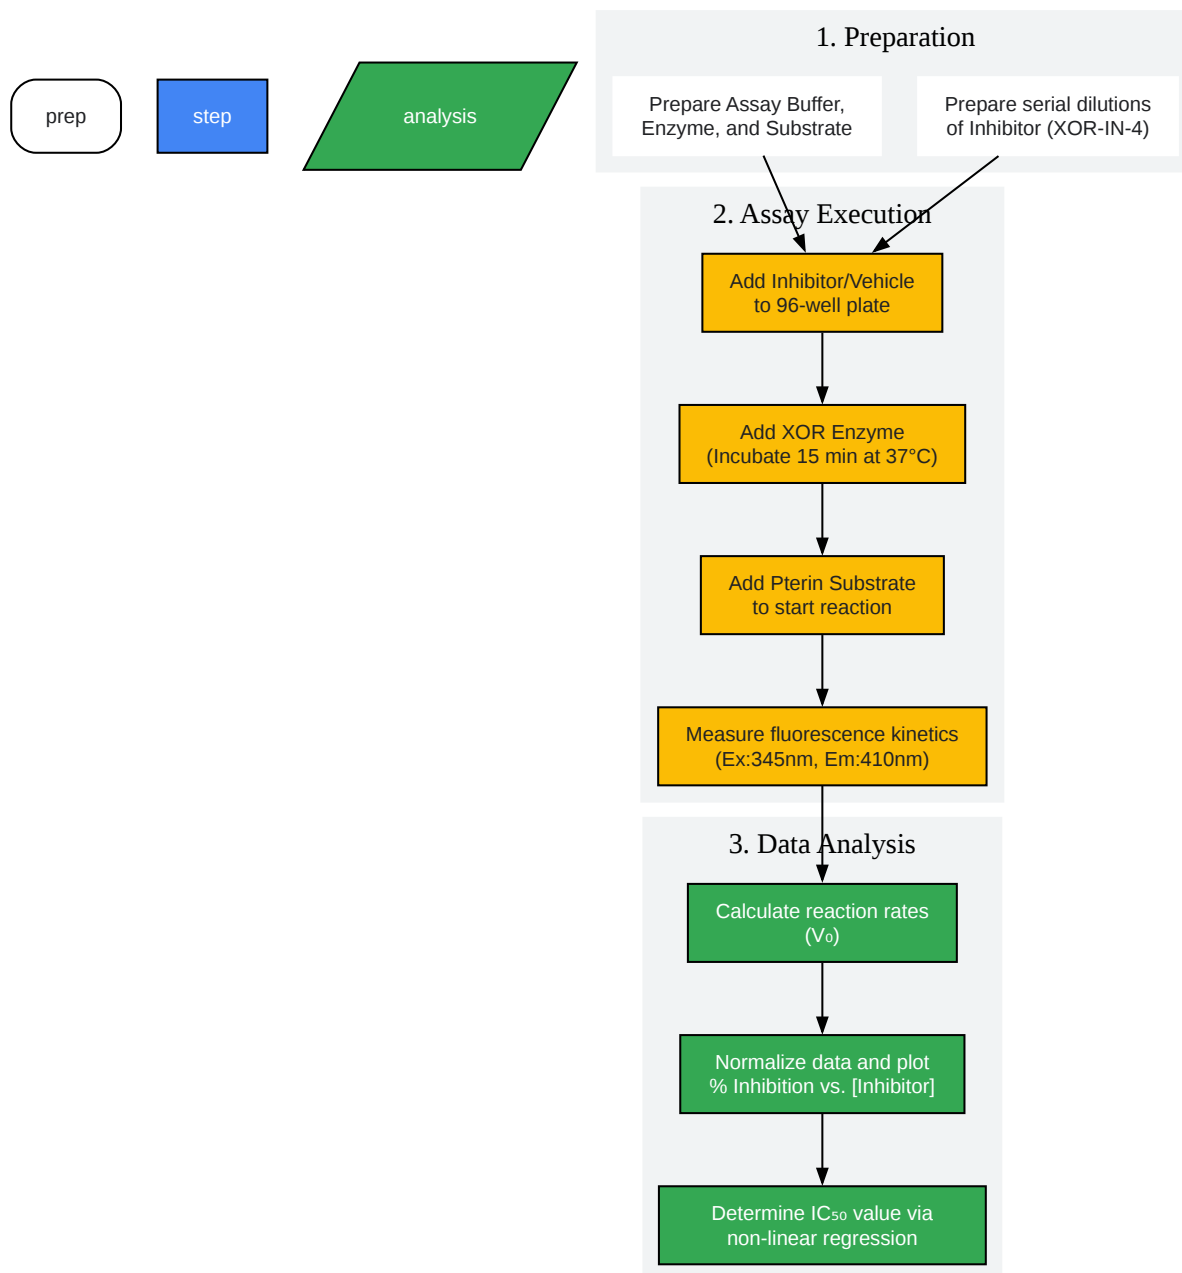 prep
step
analysis
1. Preparation
Prepare Assay Buffer,
Enzyme, and Substrate
Prepare serial dilutions
of Inhibitor (XOR-IN-4)
2. Assay Execution
Add Inhibitor/Vehicle
to 96-well plate
Add XOR Enzyme
(Incubate 15 min at 37°C)
Add Pterin Substrate
to start reaction
Measure fluorescence kinetics
(Ex:345nm, Em:410nm)
3. Data Analysis
Calculate reaction rates
(V₀)
Normalize data and plot
% Inhibition vs. [Inhibitor]
Determine IC₅₀ value via
non-linear regression